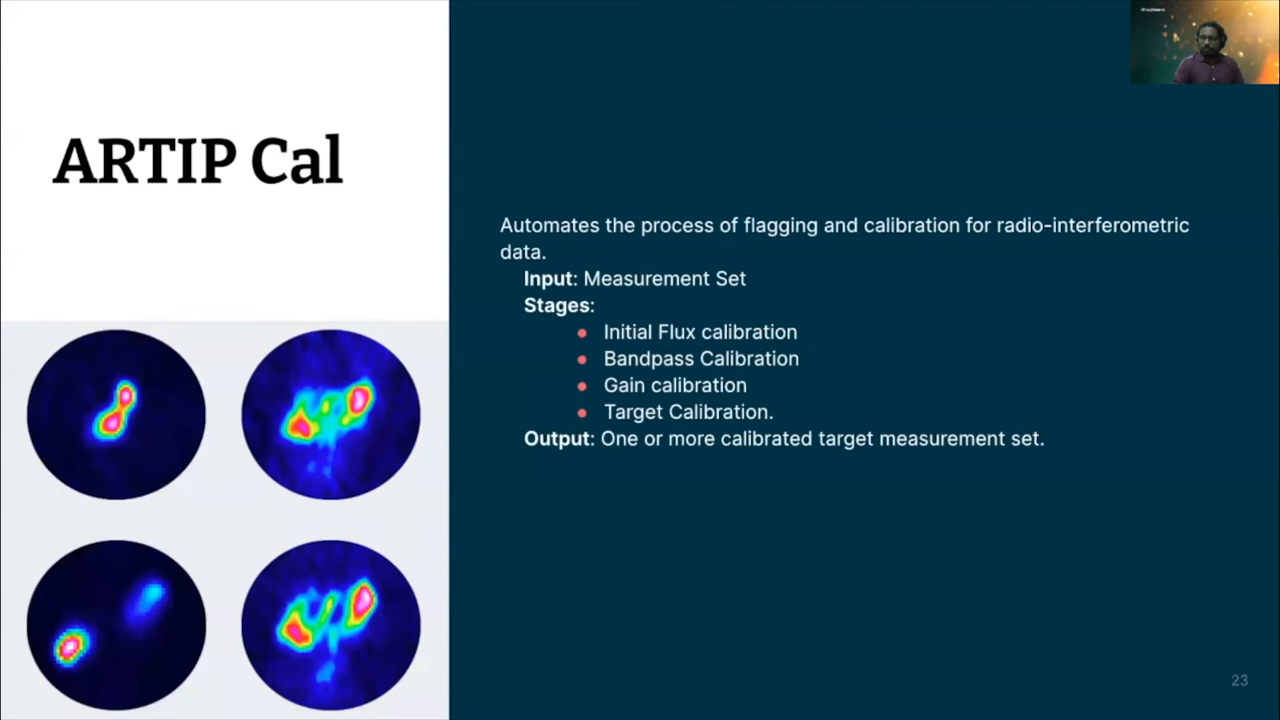 ARTIP Cal
Automates the process of flagging and calibration for radio-interferometric
data.
Input: Measurement Set
Stages:
● Initial Flux calibration
● Bandpass Calibration
● Gain calibration
● Target Calibration.
Output: One or more calibrated target measurement set.
23